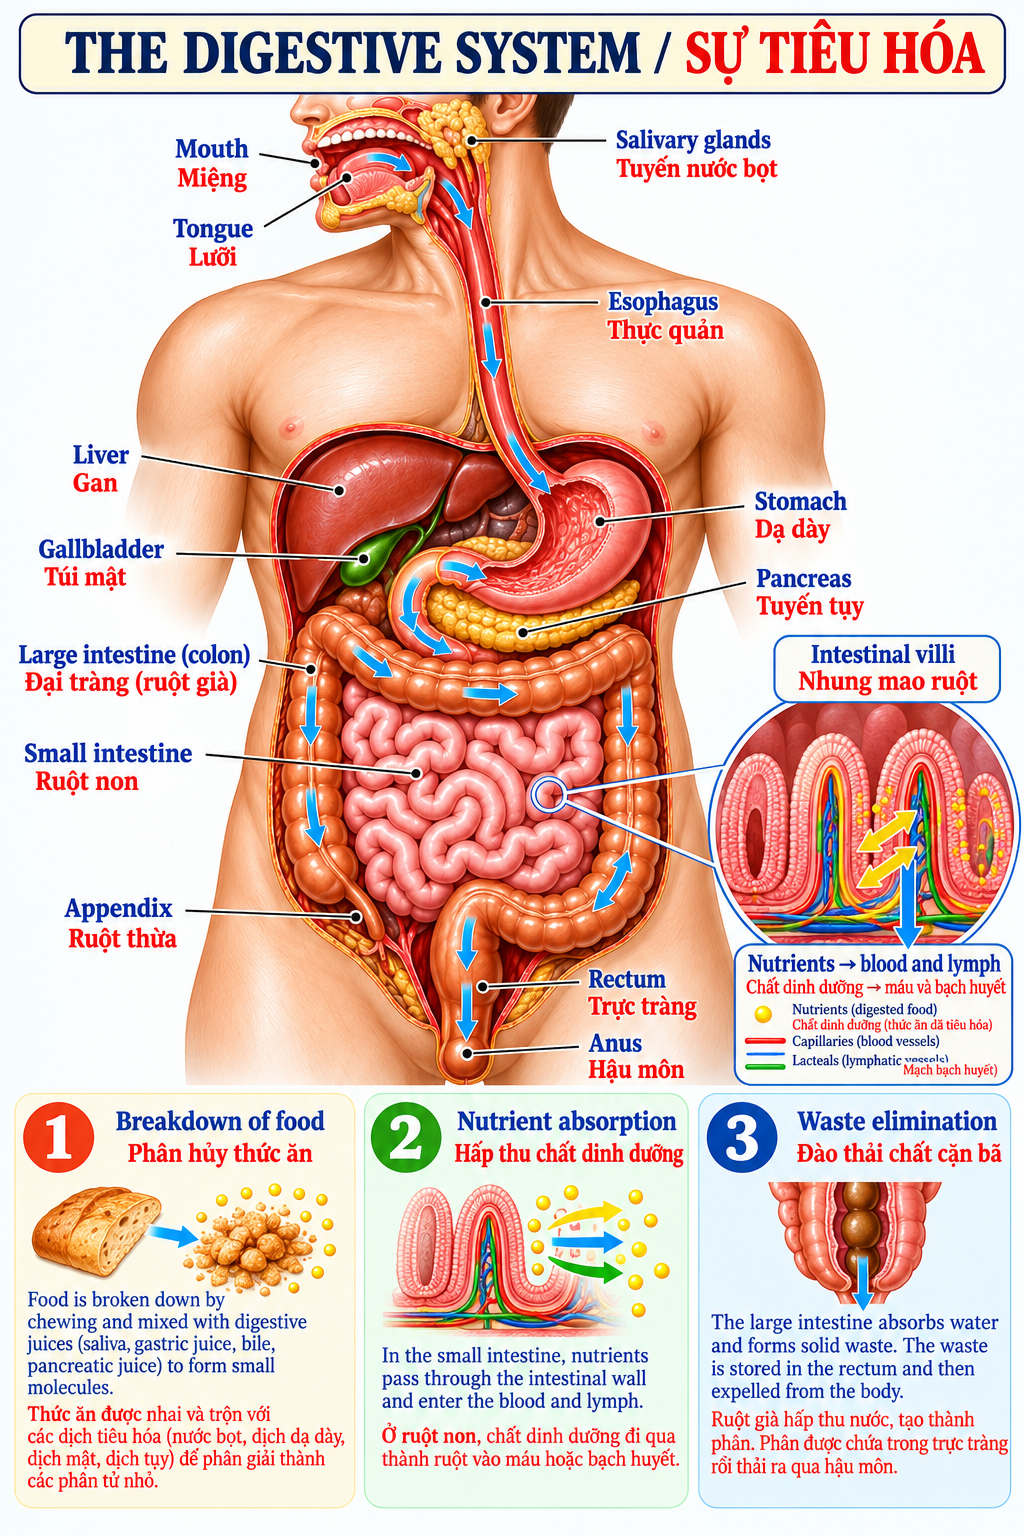 THE DIGESTIVE SYSTEM / SỰ TIÊU HÓA
Mouth
Miệng
Tongue
Lưỡi
Salivary glands
Tuyến nước bọt
Esophagus
Thực quản
Liver
Gan
Gallbladder
Túi mật
Stomach
Dạ dày
Pancreas
Tuyến tụy
Large intestine (colon)
Đại tràng (ruột già)
Small intestine
Ruột non
Appendix
Ruột thừa
Rectum
Trực tràng
Anus
Hậu môn
Intestinal villi
Nhung mao ruột
Nutrients → blood and lymph
Chất dinh dưỡng → máu và bạch huyết
Nutrients (digested food)
Chất dinh dưỡng (thức ăn dã tiêu hóa)
Capillaries (blood vessels)
Lacteals (lymphatic vessels)
Mạch bạch huyết)
1
Breakdown of food
Phân hủy thức ăn
Food is broken down by
chewing and mixed with digestive
juices (saliva, gastric juice, bile,
pancreatic juice) to form small
molecules.
Thức ăn được nhai và trộn với
các dịch tiêu hóa (nước bọt, dịch dạ dày,
dịch mật, dịch tụy) để phân giải thành
các phân tử nhỏ.
2
Nutrient absorption
Hấp thu chất dinh dưỡng
In the small intestine, nutrients
pass through the intestinal wall
and enter the blood and lymph.
Ở ruột non, chất dinh dưỡng đi qua
thành ruột vào máu hoặc bạch huyết.
3
Waste elimination
Đào thải chất cặn bã
The large intestine absorbs water
and forms solid waste. The waste
is stored in the rectum and then
expelled from the body.
Ruột già hấp thu nước, tạo thành
phân. Phân được chứa trong trực tràng
rồi thải ra qua hậu môn.